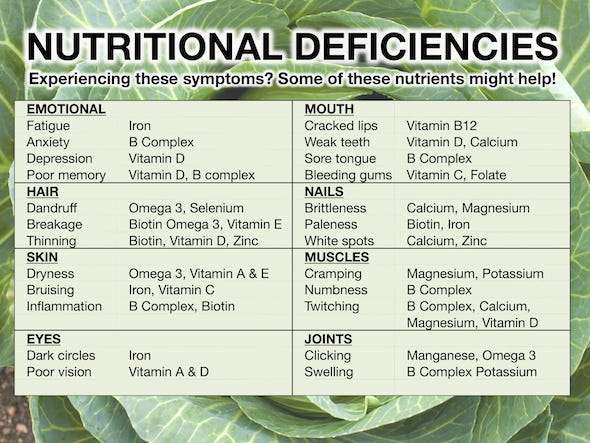 NUTRITIONAL DEFICIENCIES
Experiencing these symptoms? Some of these nutrients might help!
EMOTIONAL
Fatigue Iron
Anxiety B Complex
Depression Vitamin D
Poor memory Vitamin D, B complex
MOUTH
Cracked lips Vitamin B12
Weak teeth Vitamin D, Calcium
Sore tongue B Complex
Bleeding gums Vitamin C, Folate
HAIR
Dandruff Omega 3, Selenium
Breakage Biotin Omega 3, Vitamin E
Thinning Biotin, Vitamin D, Zinc
NAILS
Brittleness Calcium, Magnesium
Paleness Biotin, Iron
White spots Calcium, Zinc
SKIN
Dryness Omega 3, Vitamin A & E
Bruising Iron, Vitamin C
Inflammation B Complex, Biotin
MUSCLES
Cramping Magnesium, Potassium
Numbness B Complex
Twitching B Complex, Calcium,
Magnesium, Vitamin D
EYES
Dark circles Iron
Poor vision Vitamin A & D
JOINTS
Clicking Manganese, Omega 3
Swelling B Complex Potassium